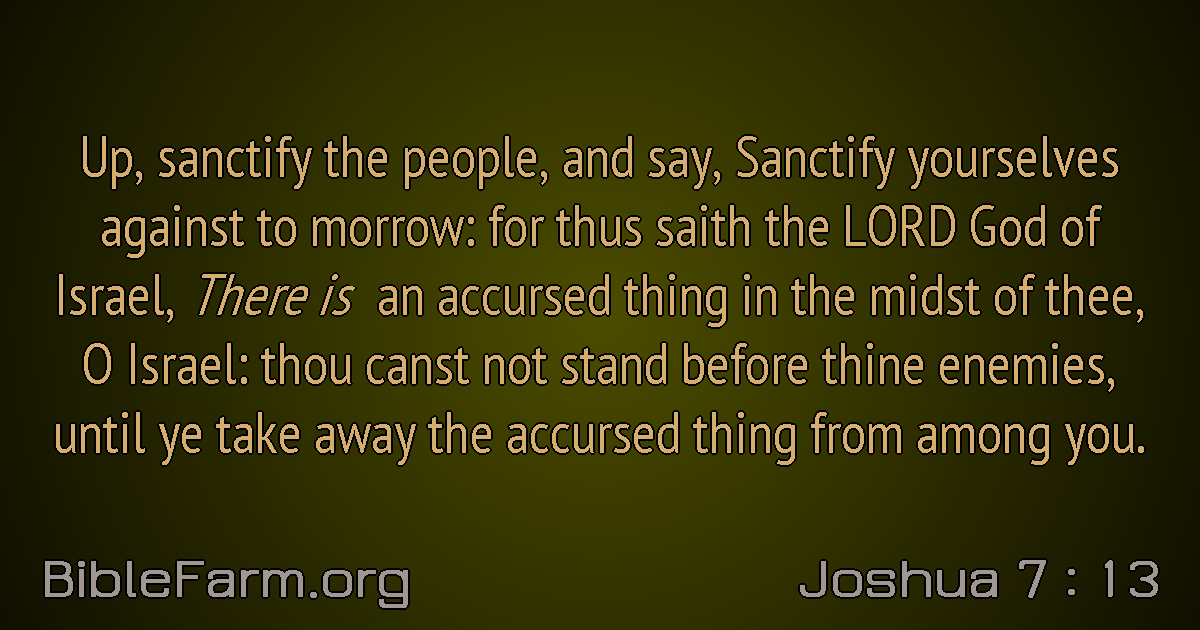 Up, sanctify the people, and say, Sanctify yourselves
against to morrow: for thus saith the LORD God of
Israel, There is an accursed thing in the midst of thee,
O Israel: thou canst not stand before thine enemies,
until ye take away the accursed thing from among you.
BibleFarm.org
Joshua 7 : 13